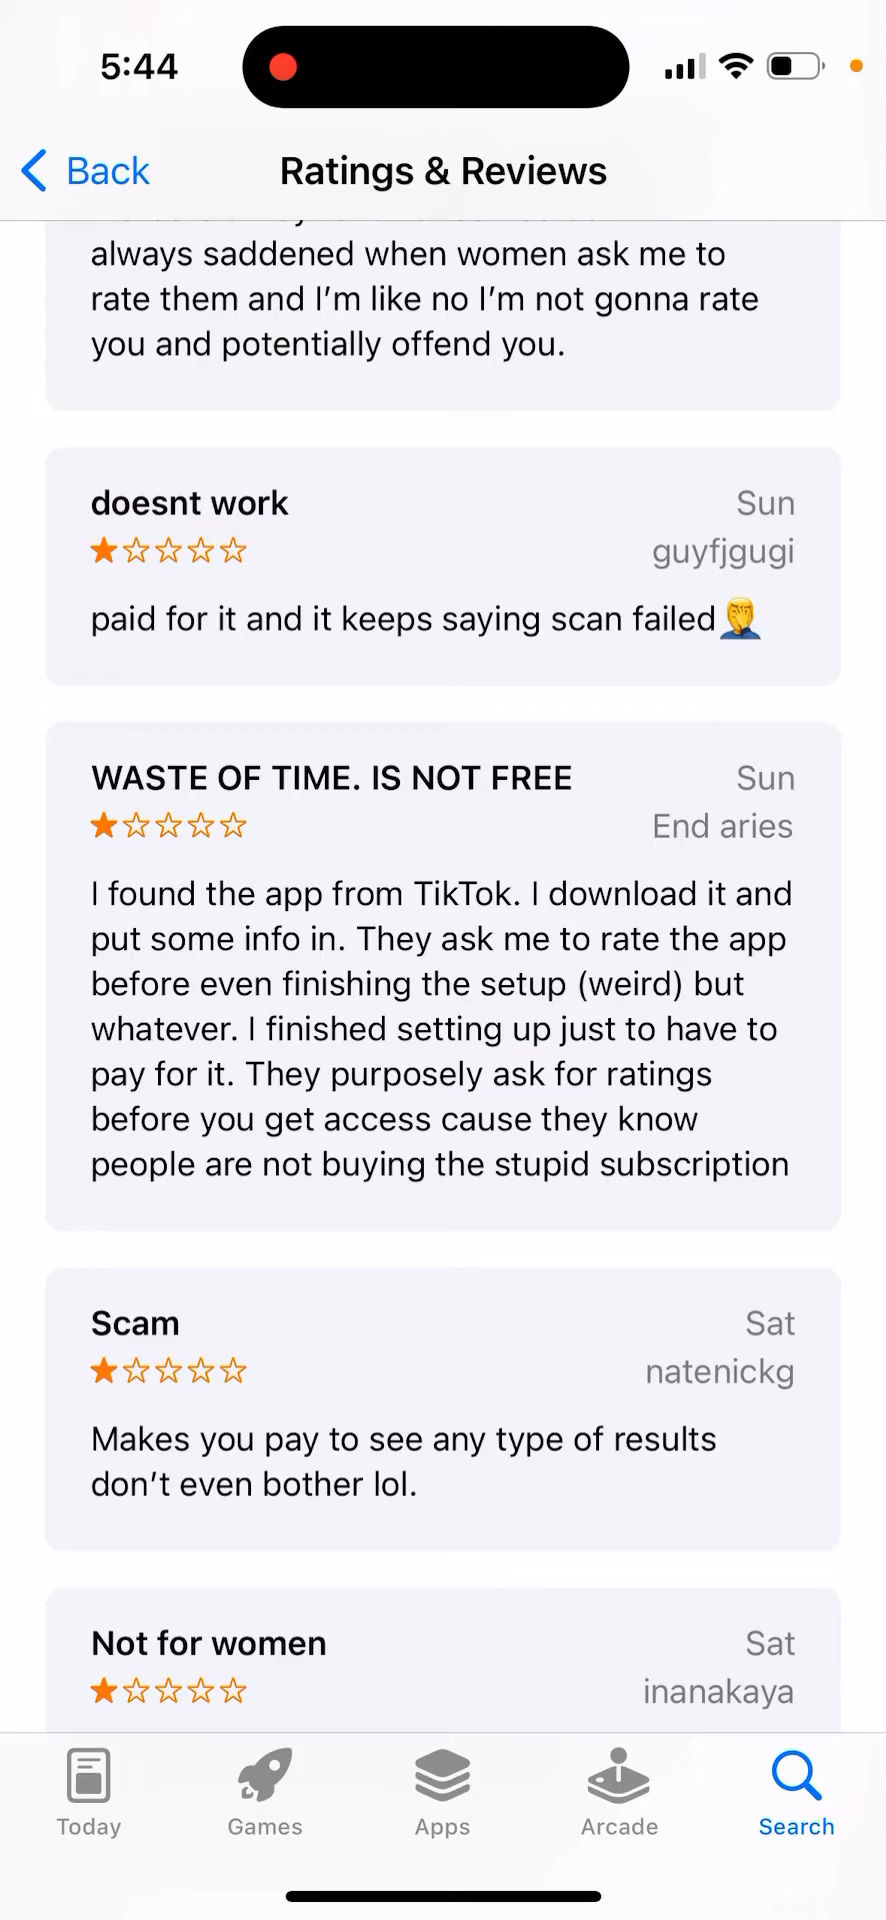 5:44
Back
Ratings & Reviews
always saddened when women ask me to
rate them and I'm like no I'm not gonna rate
you and potentially offend you.
doesnt work
Sun
guyfjgugi
paid for it and it keeps saying scan failed🤦
WASTE OF TIME. IS NOT FREE
Sun
End aries
I found the app from TikTok. I download it and
put some info in. They ask me to rate the app
before even finishing the setup (weird) but
whatever. I finished setting up just to have to
pay for it. They purposely ask for ratings
before you get access cause they know
people are not buying the stupid subscription
Scam
Sat
natenickg
Makes you pay to see any type of results
don't even bother lol.
Not for women
Sat
inanakaya
Today
Games
Apps
Arcade
Search